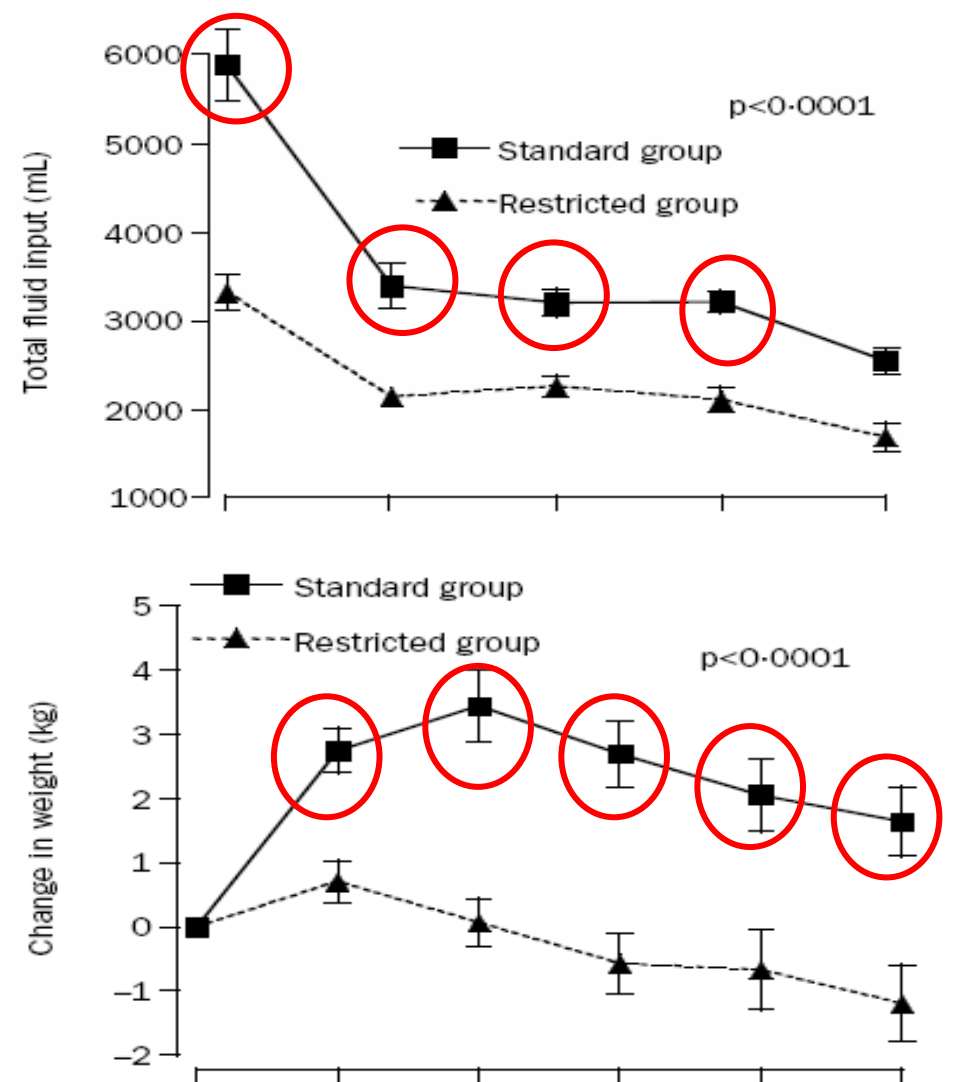 Total fluid input (mL)
6000
5000
4000
3000
2000
1000
p<0·0001
Standard group
Restricted group
Change in weight (kg)
Standard group
Restricted group
5
4
3
2
1
0
–1
–2
p<0·0001